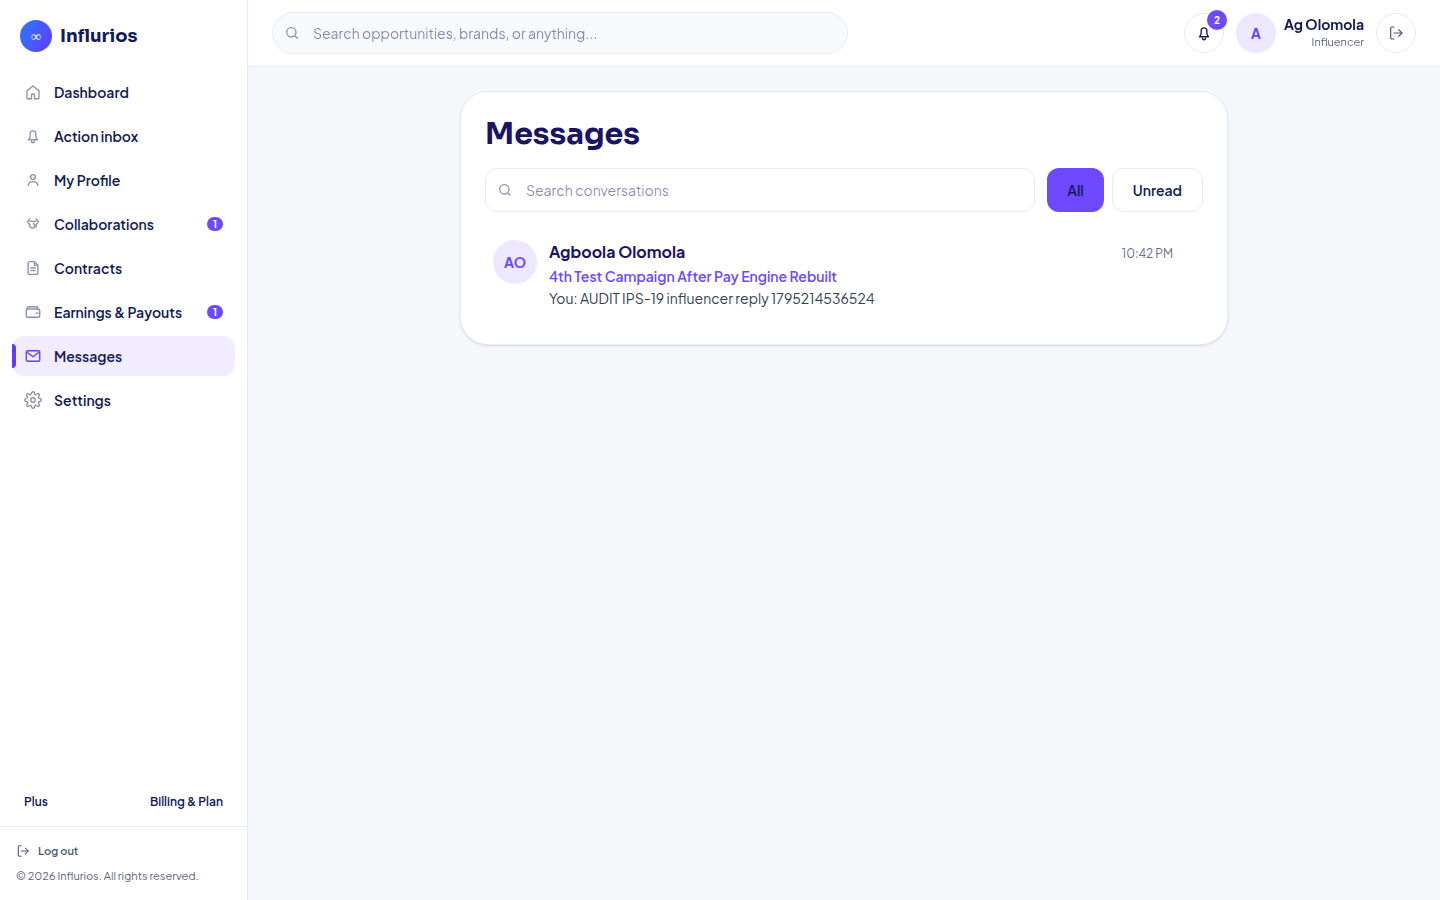 Influrios
Search opportunities, brands, or anything...
2
A
Ag Olomola
Influencer
Dashboard
Action inbox
My Profile
Collaborations 1
Contracts
Earnings & Payouts 1
Messages
Settings
Messages
Search conversations
All
Unread
AO
Agboola Olomola
10:42 PM
4th Test Campaign After Pay Engine Rebuilt
You: AUDIT IPS-19 influencer reply 1795214536524
Plus
Billing & Plan
Log out
© 2026 Influrios. All rights reserved.